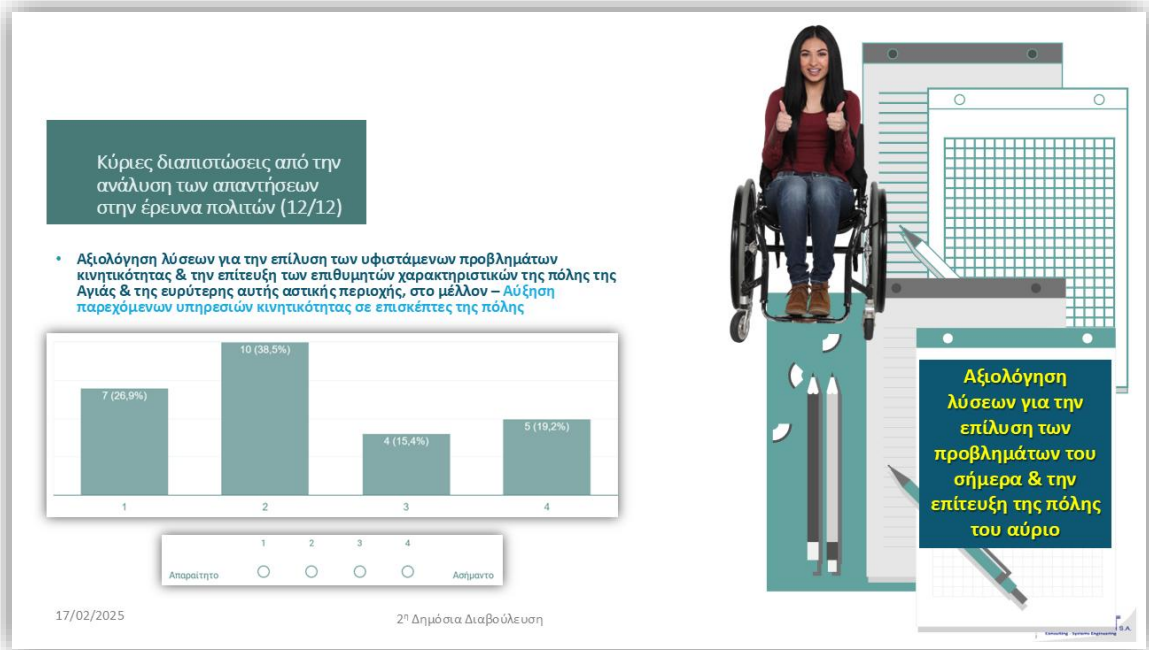 Κύριες διαπιστώσεις από την
ανάλυση των απαντήσεων
στην έρευνα πολιτών (12/12)
• Αξιολόγηση λύσεων για την επίλυση των υφιστάμενων προβλημάτων
κινητικότητας & την επίτευξη των επιθυμητών χαρακτηριστικών της πόλης της
Αγιάς & της ευρύτερης αυτής αστικής περιοχής, στο μέλλον – Αύξηση
παρεχόμενων υπηρεσιών κινητικότητας σε επισκέπτες της πόλης
7 (26,9%)
10 (38,5%)
4 (15,4%)
5 (19,2%)
1 2 3 4
1 2 3 4
Απαραίτητο Ασήμαντο
Αξιολόγηση
λύσεων για την
επίλυση των
προβλημάτων του
σήμερα & την
επίτευξη της πόλης
του αύριο
17/02/2025
2η Δημόσια Διαβούλευση
S.A.
Consulting - Systems Engineering